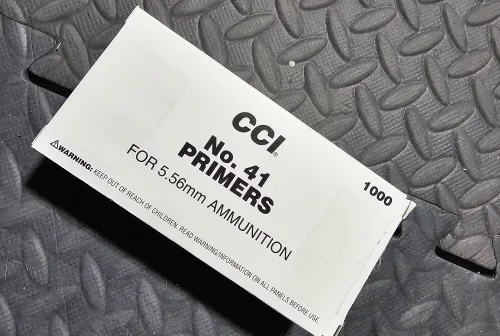 CCI®
No. 41
PRIMERS
FOR 5.56mm AMMUNITION
1000
⚠WARNING: KEEP OUT OF REACH OF CHILDREN. READ WARNING/INFORMATION ON ALL PANELS BEFORE USE.